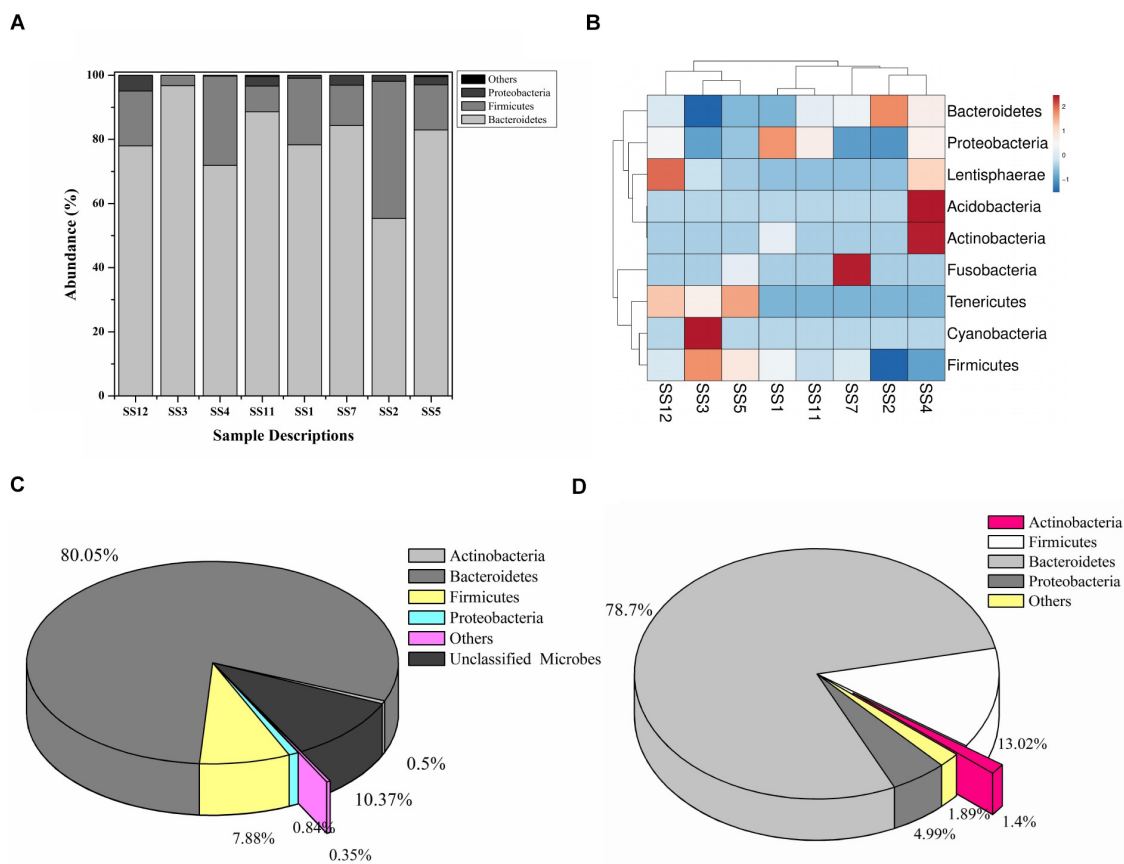 A
100
80
60
40
20
0
Abundance (%)
SS12 SS3 SS4 SS11 SS1 SS7 SS2 SS5
Sample Descriptions
Others
Proteobacteria
Firmicutes
Bacteroidetes
B
Bacteroidetes
Proteobacteria
Lentisphaerae
Acidobacteria
Actinobacteria
Fusobacteria
Tenericutes
Cyanobacteria
Firmicutes
SS12 SS3 SS5 SS1 SS11 SS7 SS2 SS4
2
1
0
−1
C
80.05%
Actinobacteria
Bacteroidetes
Firmicutes
Proteobacteria
Others
Unclassified Microbes
0.5%
10.37%
0.84%
7.88%
0.35%
D
Actinobacteria
Firmicutes
Bacteroidetes
Proteobacteria
Others
78.7%
13.02%
1.89%
1.4%
4.99%